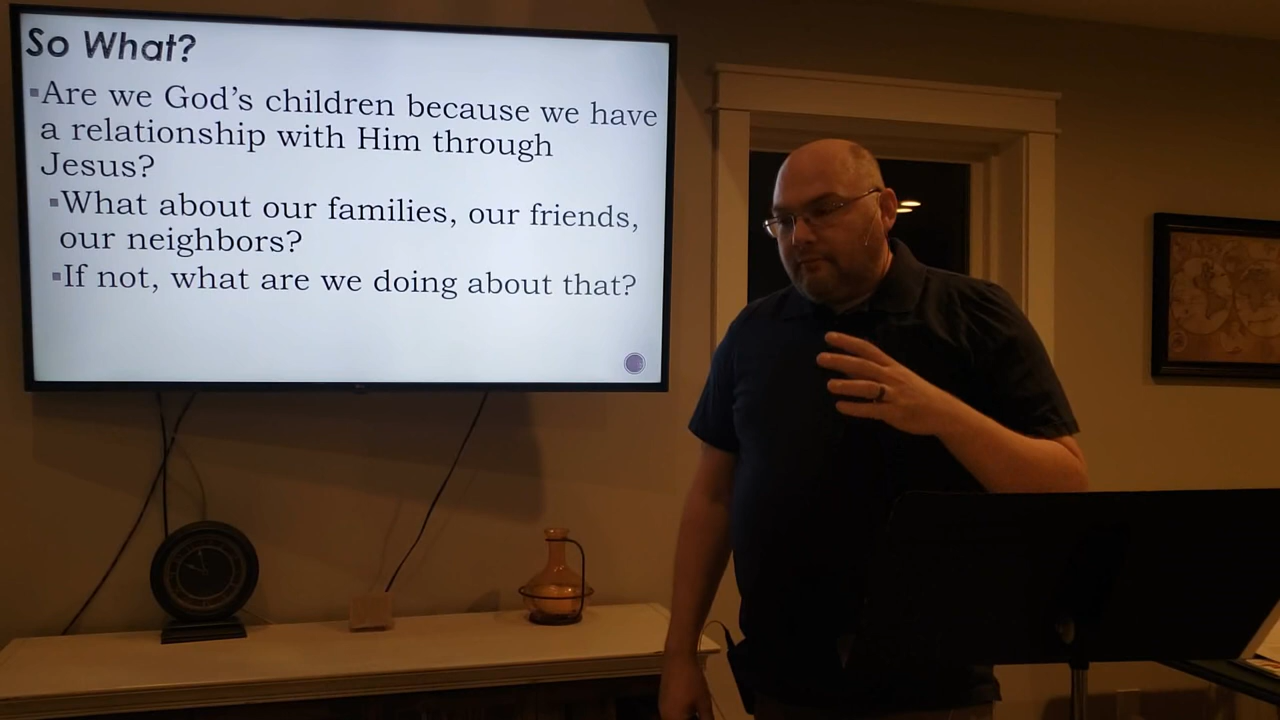 So What?
▪Are we God's children because we have
a relationship with Him through
Jesus?
▪What about our families, our friends,
our neighbors?
▪If not, what are we doing about that?